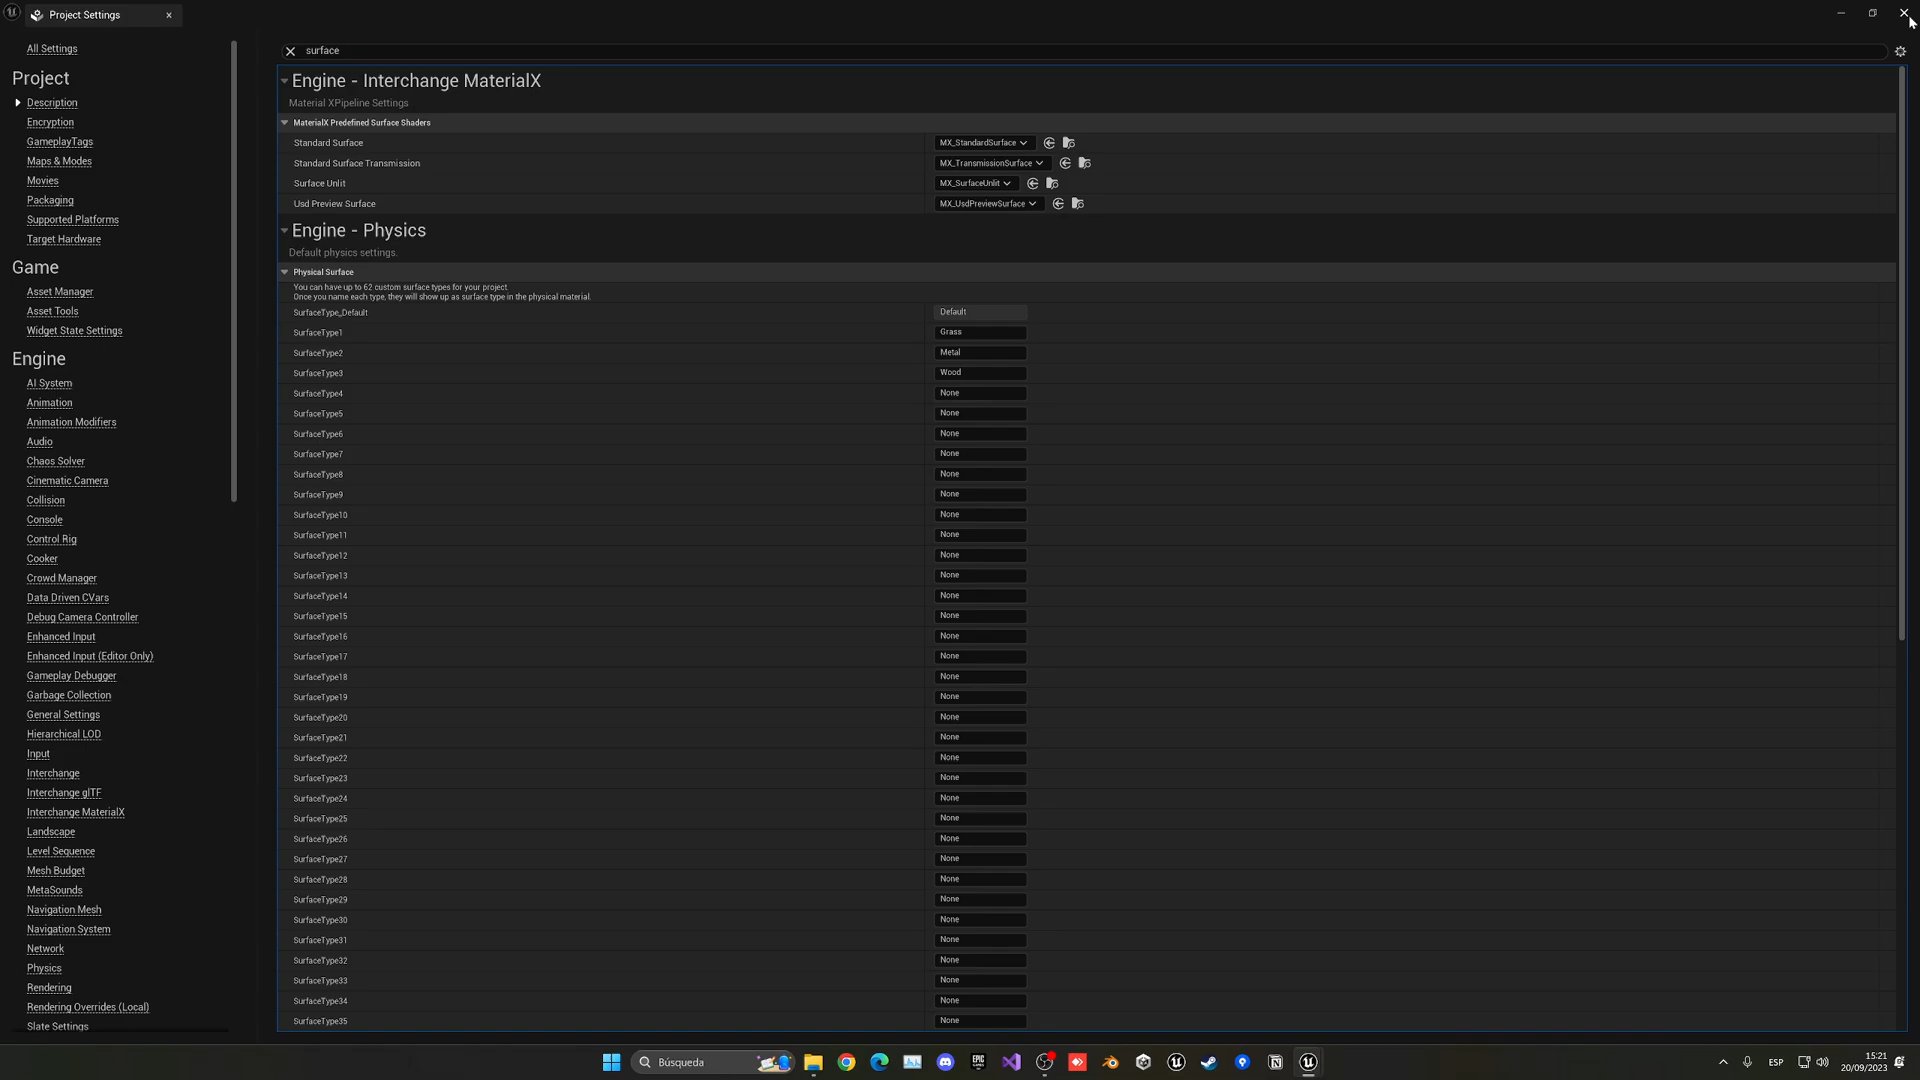 Project Settings
All Settings
Project
Description
Encryption
GameplayTags
Maps & Modes
Movies
Packaging
Supported Platforms
Target Hardware
Game
Asset Manager
Asset Tools
Widget State Settings
Engine
AI System
Animation
Animation Modifiers
Audio
Chaos Solver
Cinematic Camera
Collision
Console
Control Rig
Cooker
Crowd Manager
Data Driven CVars
Debug Camera Controller
Enhanced Input
Enhanced Input (Editor Only)
Gameplay Debugger
Garbage Collection
General Settings
Hierarchical LOD
Input
Interchange
Interchange glTF
Interchange MaterialX
Landscape
Level Sequence
Mesh Budget
MetaSounds
Navigation Mesh
Navigation System
Network
Physics
Rendering
Rendering Overrides (Local)
Slate Settings
surface
Engine - Interchange MaterialX
Material XPipeline Settings
MaterialX Predefined Surface Shaders
Standard Surface MX_StandardSurface
Standard Surface Transmission MX_TransmissionSurface
Surface Unlit MX_SurfaceUnlit
Usd Preview Surface MX_UsdPreviewSurface
Engine - Physics
Default physics settings.
Physical Surface
You can have up to 62 custom surface types for your project.
Once you name each type, they will show up as surface type in the physical material.
SurfaceType_Default Default
SurfaceType1 Grass
SurfaceType2 Metal
SurfaceType3 Wood
SurfaceType4 None
SurfaceType5 None
SurfaceType6 None
SurfaceType7 None
SurfaceType8 None
SurfaceType9 None
SurfaceType10 None
SurfaceType11 None
SurfaceType12 None
SurfaceType13 None
SurfaceType14 None
SurfaceType15 None
SurfaceType16 None
SurfaceType17 None
SurfaceType18 None
SurfaceType19 None
SurfaceType20 None
SurfaceType21 None
SurfaceType22 None
SurfaceType23 None
SurfaceType24 None
SurfaceType25 None
SurfaceType26 None
SurfaceType27 None
SurfaceType28 None
SurfaceType29 None
SurfaceType30 None
SurfaceType31 None
SurfaceType32 None
SurfaceType33 None
SurfaceType34 None
SurfaceType35 None
Búsqueda
EPIC GAMES
ESP
15:21
20/09/2023